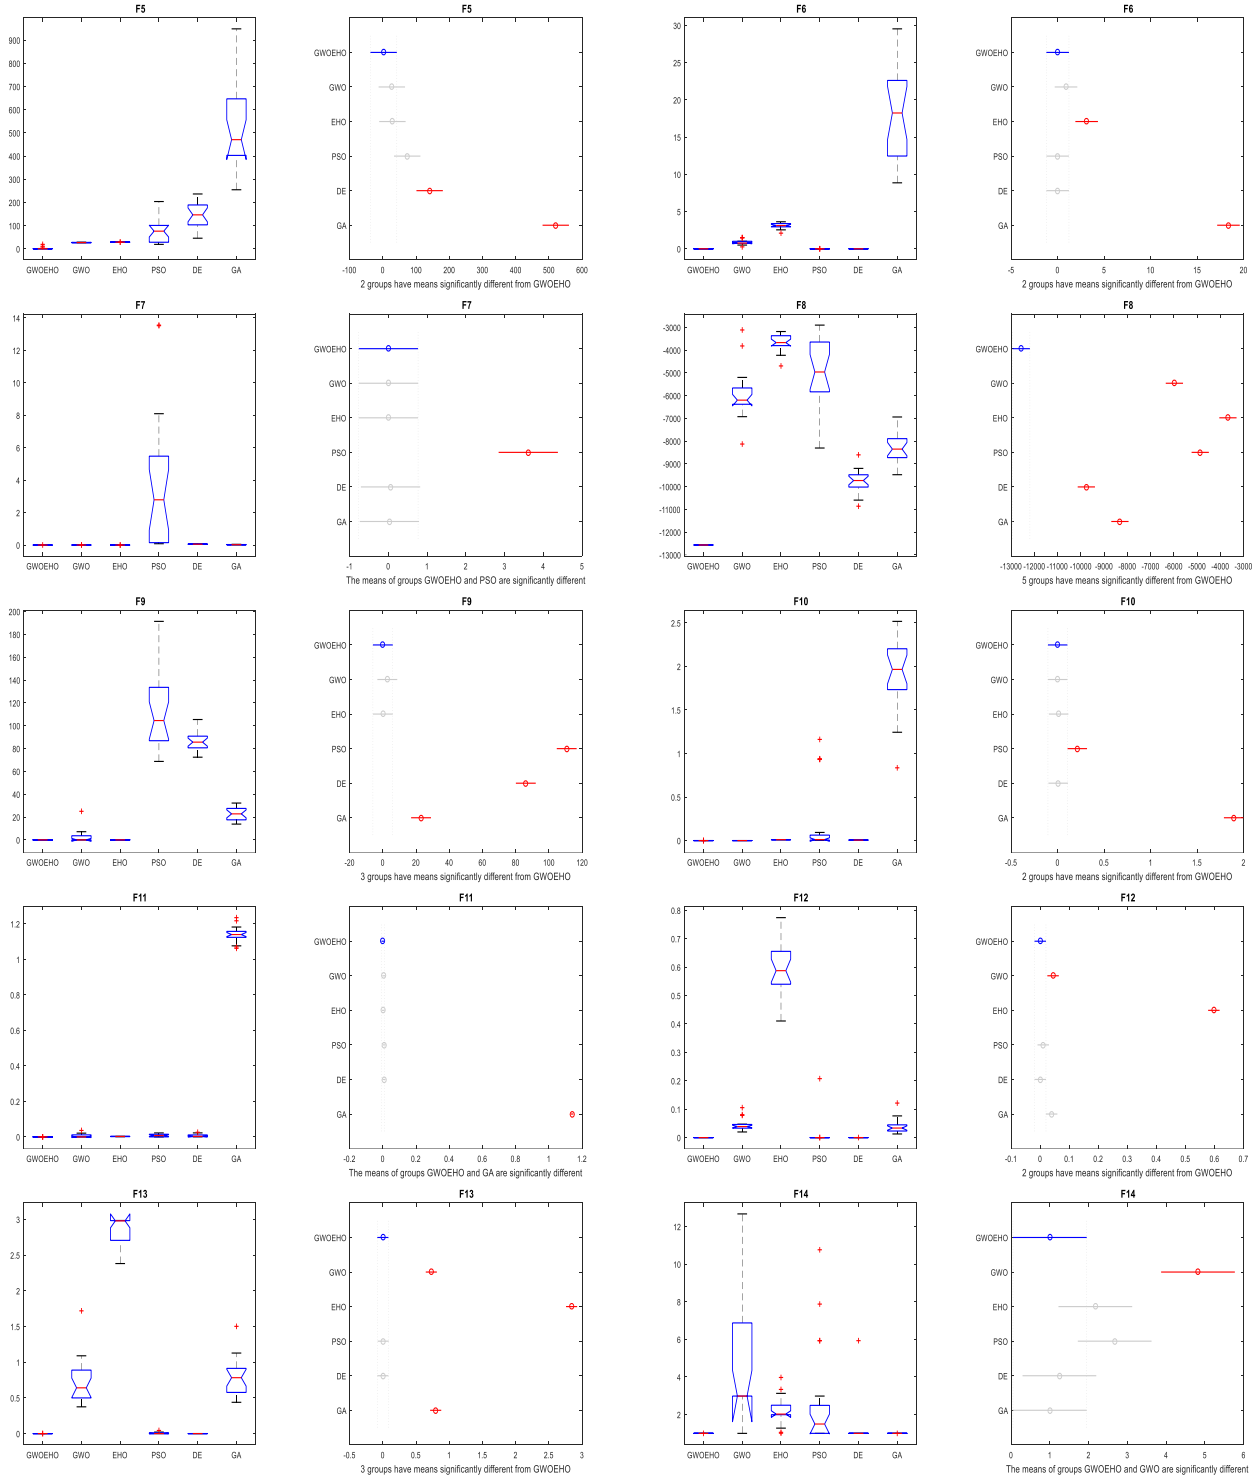 F5
900
800
700
600
500
400
300
200
100
0
GWOEHO GWO EHO PSO DE GA
F5
GWOEHO
GWO
EHO
PSO
DE
GA
-100 0 100 200 300 400 500 600
2 groups have means significantly different from GWOEHO
F6
30
25
20
15
10
5
0
GWOEHO GWO EHO PSO DE GA
F6
GWOEHO
GWO
EHO
PSO
DE
GA
-5 0 5 10 15 20
2 groups have means significantly different from GWOEHO
F7
14
12
10
8
6
4
2
0
GWOEHO GWO EHO PSO DE GA
F7
GWOEHO
GWO
EHO
PSO
DE
GA
-1 0 1 2 3 4 5
The means of groups GWOEHO and PSO are significantly different
F8
-3000
-4000
-5000
-6000
-7000
-8000
-9000
-10000
-11000
-12000
-13000
GWOEHO GWO EHO PSO DE GA
F8
GWOEHO
GWO
EHO
PSO
DE
GA
-13000 -12000 -11000 -10000 -9000 -8000 -7000 -6000 -5000 -4000 -3000
5 groups have means significantly different from GWOEHO
F9
200
180
160
140
120
100
80
60
40
20
0
GWOEHO GWO EHO PSO DE GA
F9
GWOEHO
GWO
EHO
PSO
DE
GA
-20 0 20 40 60 80 100 120
3 groups have means significantly different from GWOEHO
F10
2.5
2
1.5
1
0.5
0
GWOEHO GWO EHO PSO DE GA
F10
GWOEHO
GWO
EHO
PSO
DE
GA
-0.5 0 0.5 1 1.5 2
2 groups have means significantly different from GWOEHO
F11
1.2
1
0.8
0.6
0.4
0.2
0
GWOEHO GWO EHO PSO DE GA
F11
GWOEHO
GWO
EHO
PSO
DE
GA
-0.2 0 0.2 0.4 0.6 0.8 1 1.2
The means of groups GWOEHO and GA are significantly different
F12
0.8
0.7
0.6
0.5
0.4
0.3
0.2
0.1
0
GWOEHO GWO EHO PSO DE GA
F12
GWOEHO
GWO
EHO
PSO
DE
GA
-0.1 0 0.1 0.2 0.3 0.4 0.5 0.6 0.7
2 groups have means significantly different from GWOEHO
F13
3
2.5
2
1.5
1
0.5
0
GWOEHO GWO EHO PSO DE GA
F13
GWOEHO
GWO
EHO
PSO
DE
GA
-0.5 0 0.5 1 1.5 2 2.5 3
3 groups have means significantly different from GWOEHO
F14
12
10
8
6
4
2
GWOEHO GWO EHO PSO DE GA
F14
GWOEHO
GWO
EHO
PSO
DE
GA
0 1 2 3 4 5 6
The means of groups GWOEHO and GWO are significantly different